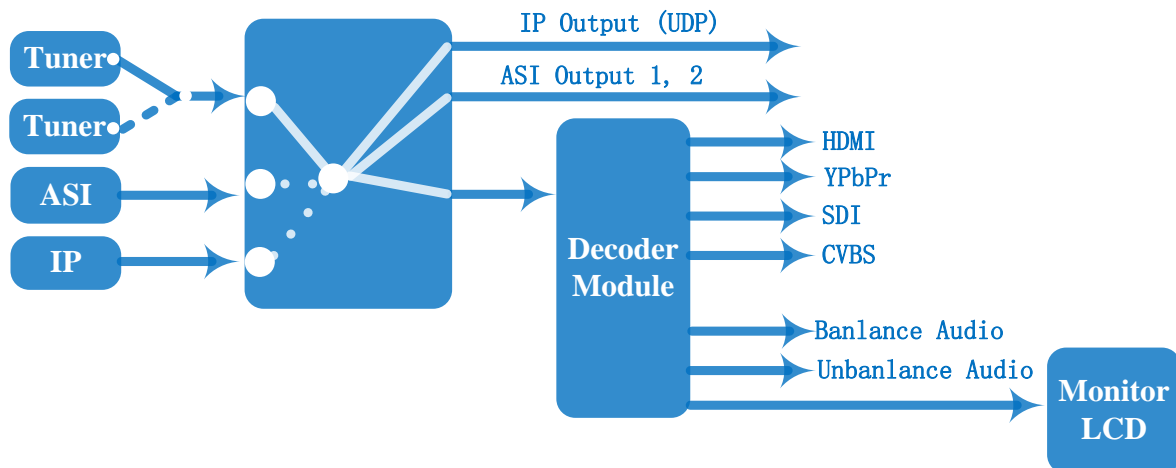 Tuner
Tuner
ASI
IP
IP Output (UDP)
ASI Output 1, 2
Decoder
Module
HDMI
YPbPr
SDI
CVBS
Banlance Audio
Unbanlance Audio
Monitor
LCD